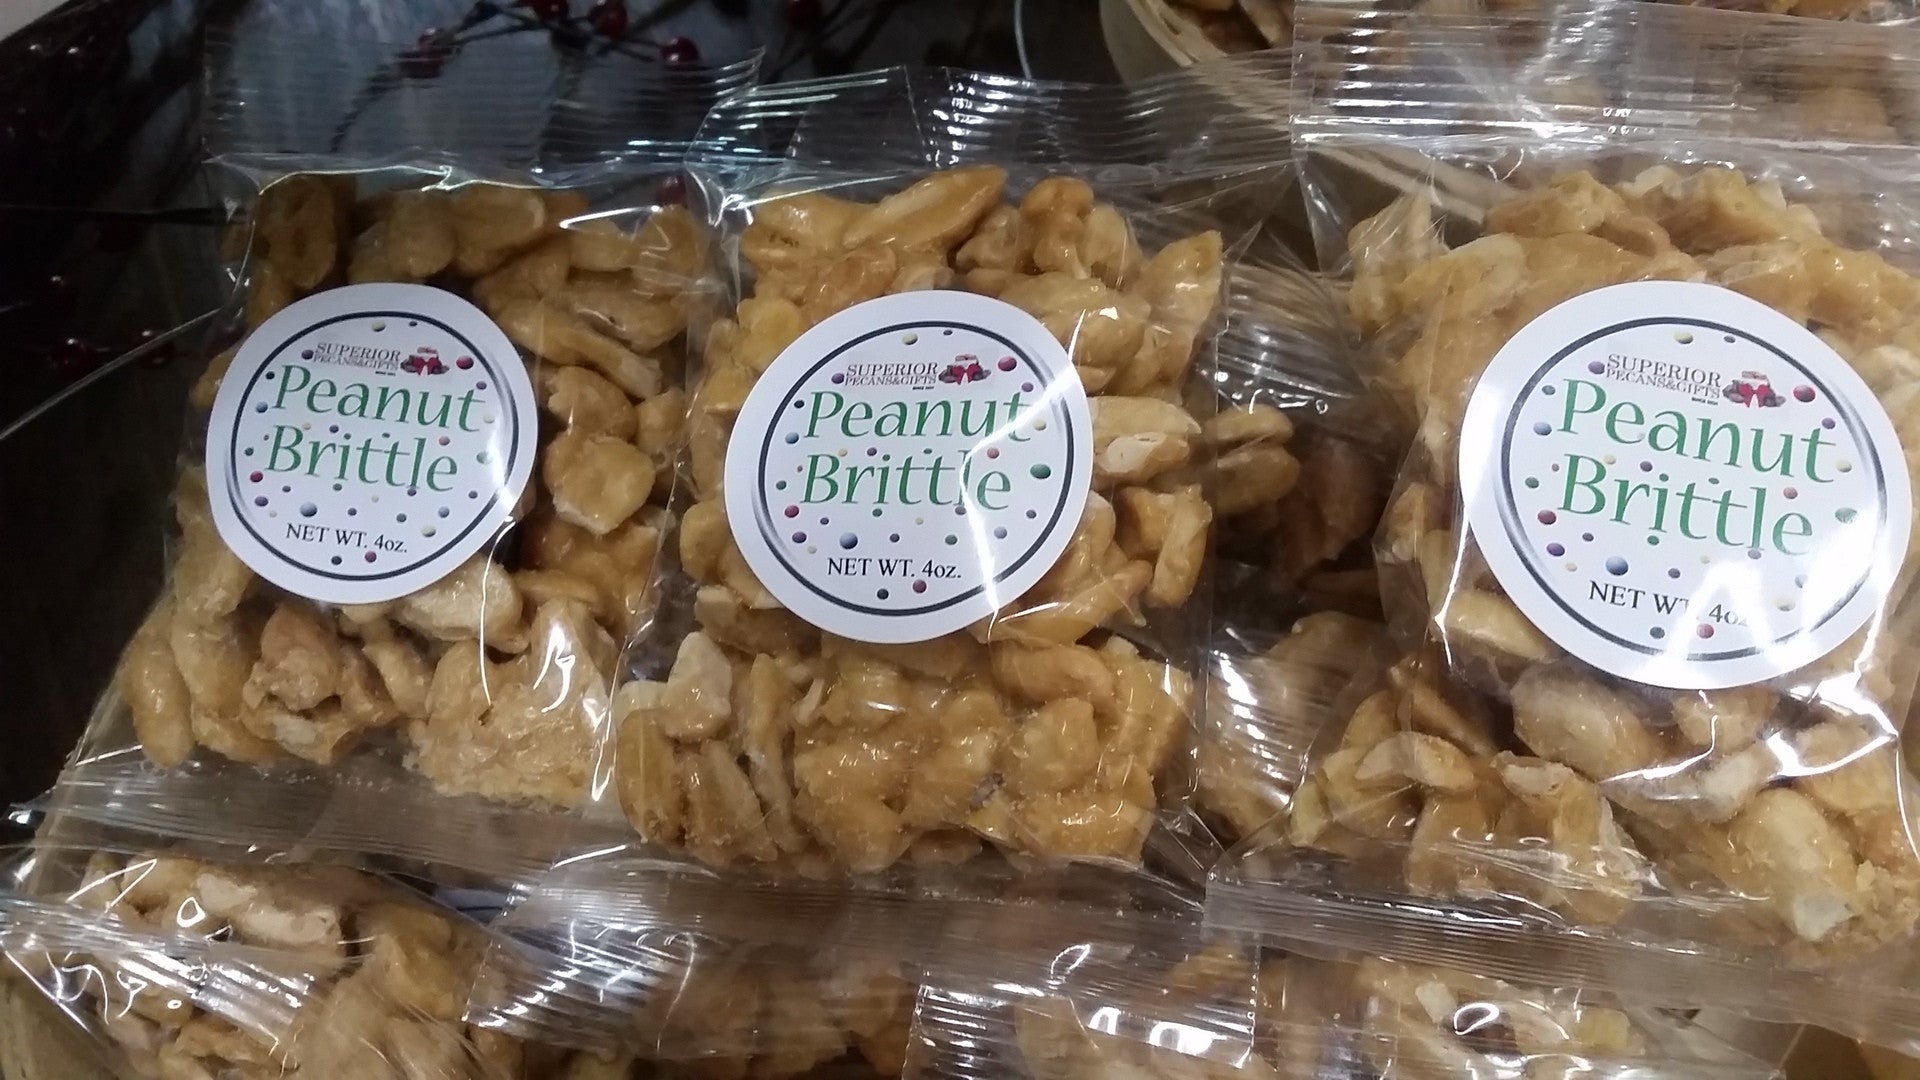 SUPERIOR
PECANS&GIFTS
Peanut
Brittle
NET WT. 4oz.
SUPERIOR
PECANS&GIFTS
Peanut
Brittle
NET WT. 4oz.
SUPERIOR
PECANS&GIFTS
Peanut
Brittle
NET WT. 4oz.